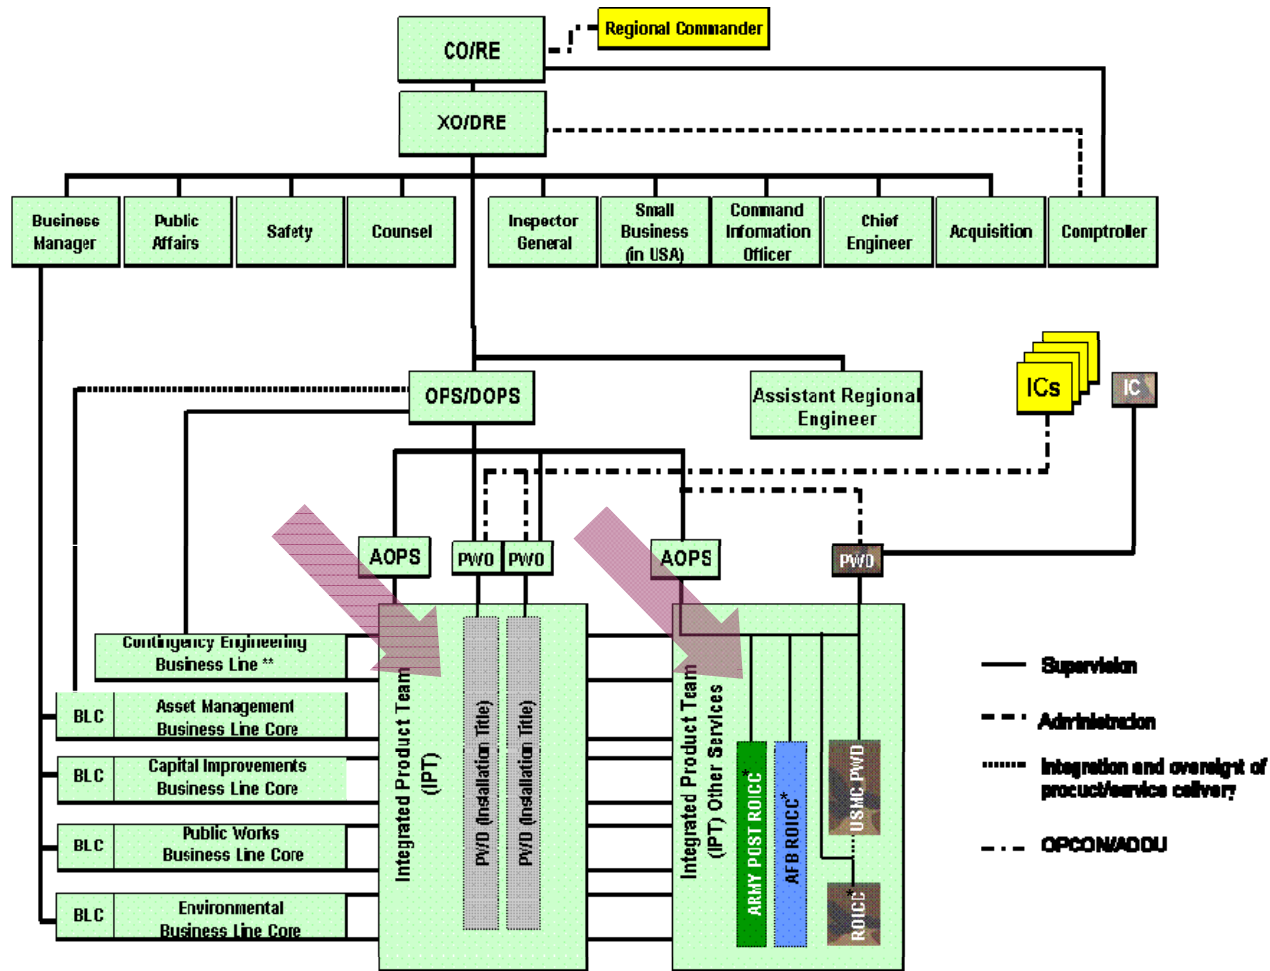 Regional Commander
CO/RE
XO/DRE
Business
Manager
Public
Affairs
Safety
Counsel
Inspector
General
Small
Business
(in USA)
Command
Information
Officer
Chief
Engineer
Acquisition
Comptroller
OPS/DOPS
Assistant Regional
Engineer
ICs
IC
AOPS
PWO
PWO
AOPS
PWO
Contingency Engineering
Business Line **
BLC
Asset Management
Business Line Core
BLC
Capital Improvements
Business Line Core
BLC
Public Works
Business Line Core
BLC
Environmental
Business Line Core
Integrated Product Team
(IPT)
PWD (Installation Title)
PWD (Installation Title)
Integrated Product Team
(IPT) Other Services
ARMY POST ROICC*
AFB ROICC*
USMC PWD
ROICC*
Supervision
Administration
Integration and oversight of
product/service delivery
OPCON/ADDU